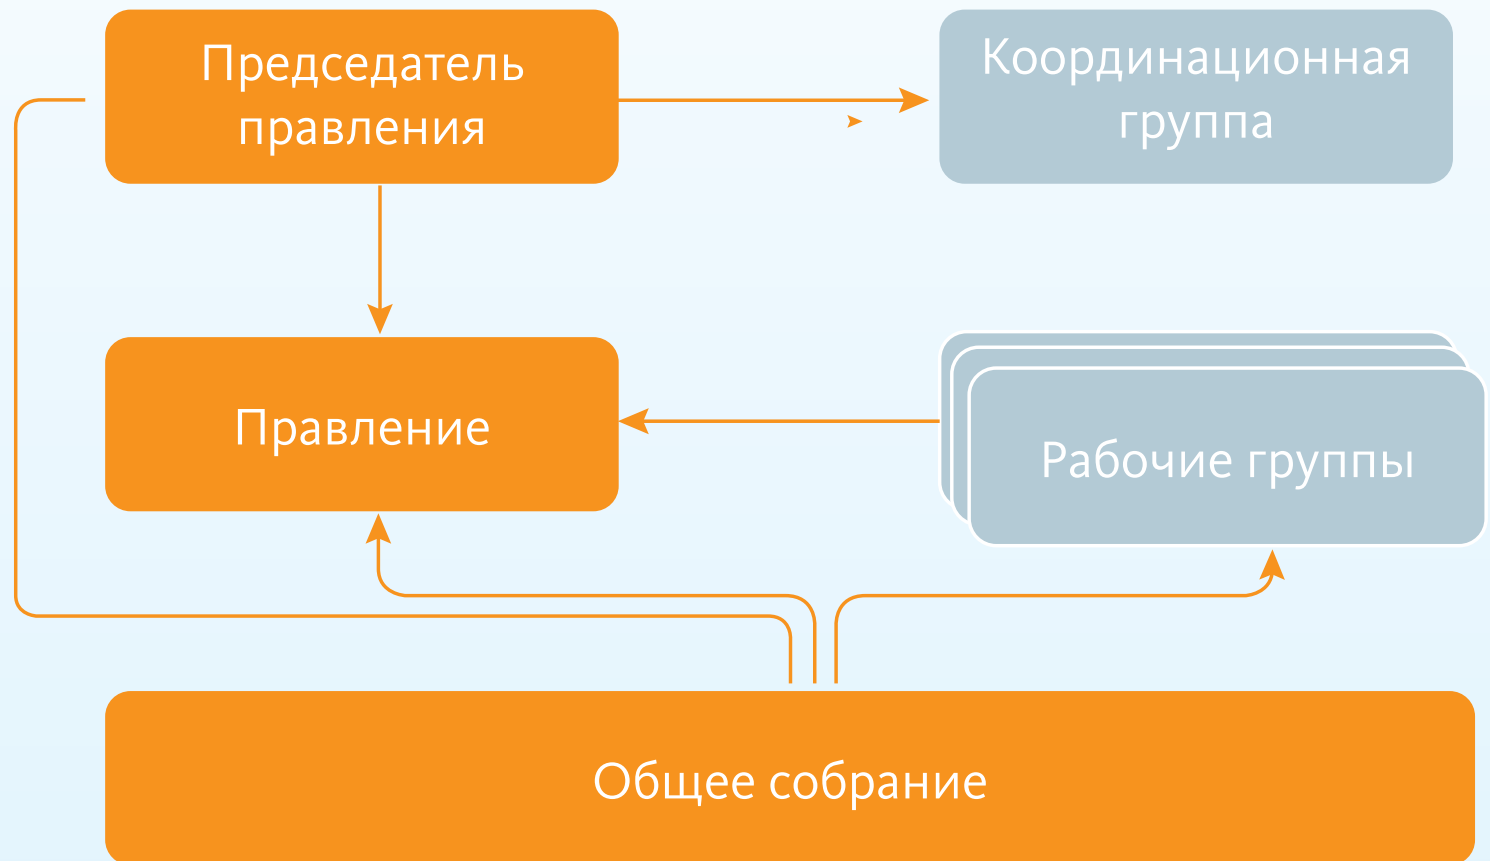 Председатель
правления
Координационная
группа
Правление
Рабочие группы
Общее собрание